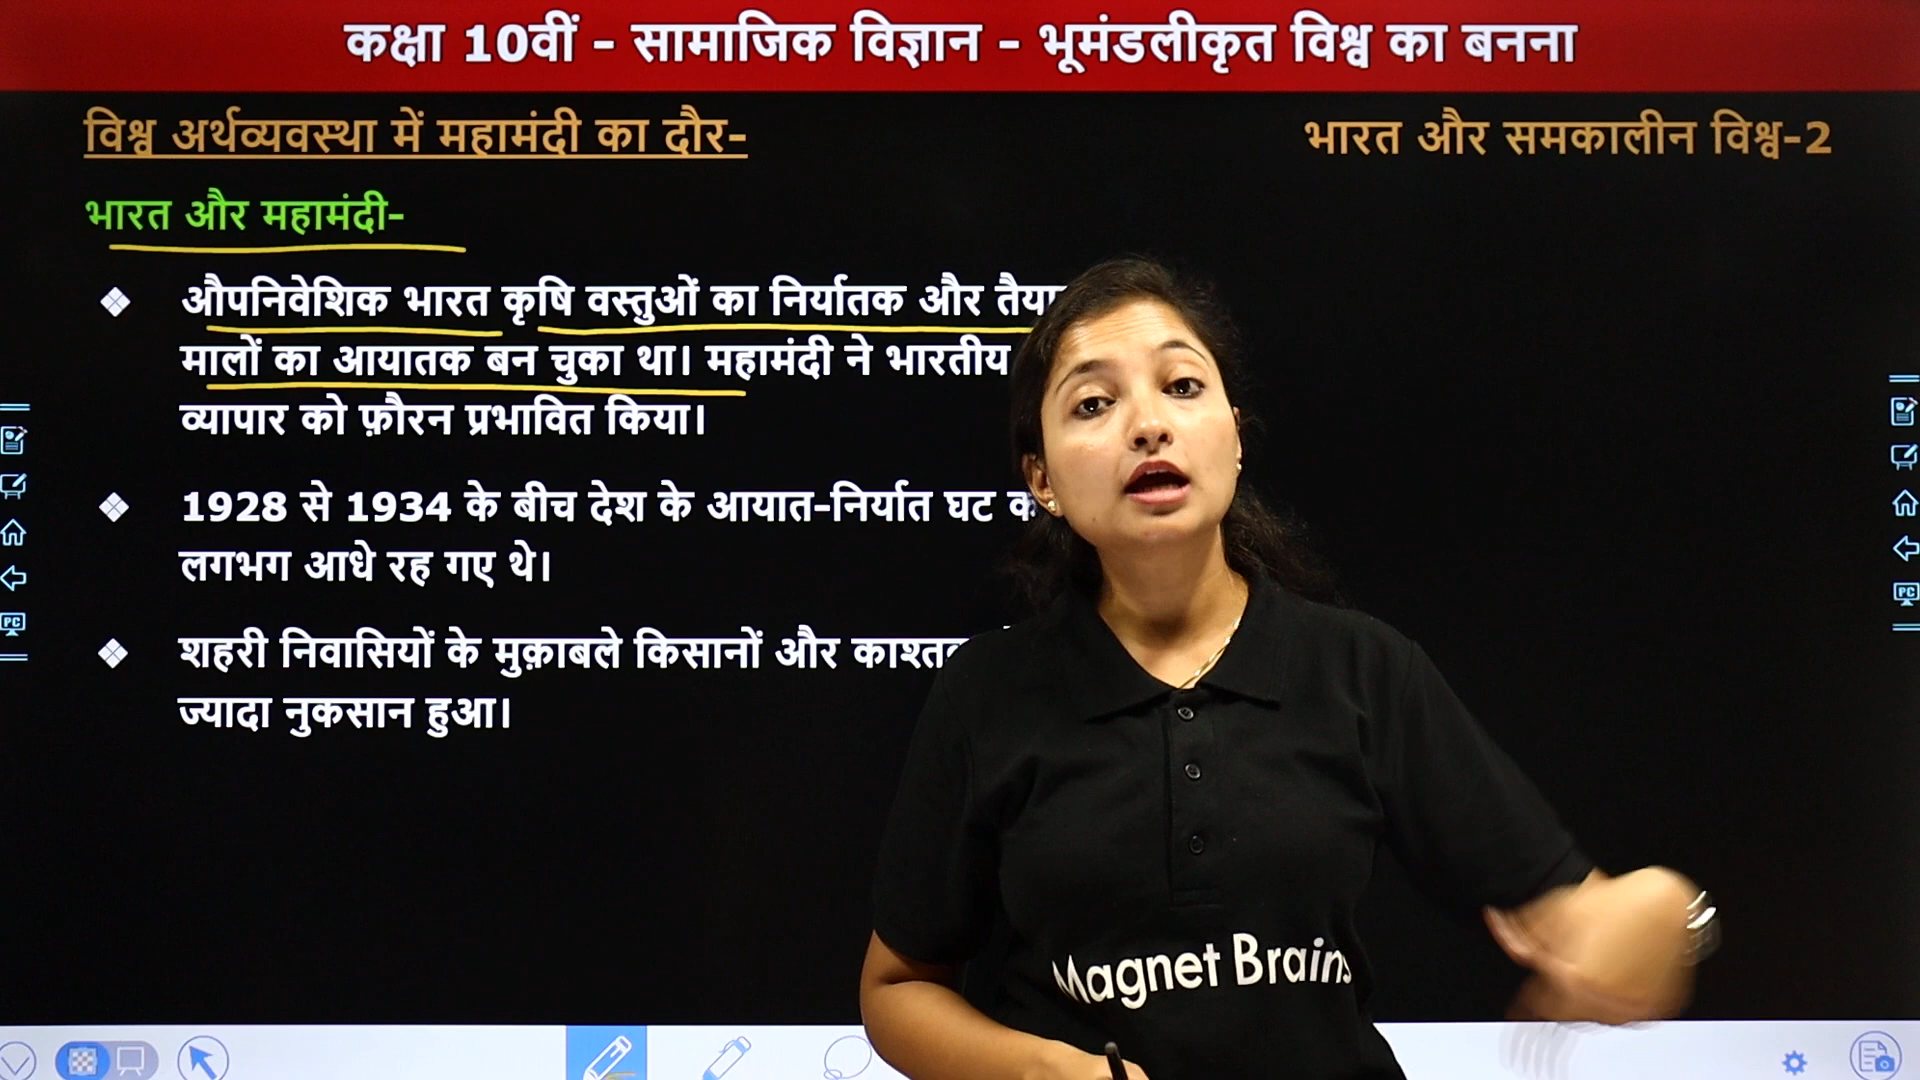 कक्षा 10वीं - सामाजिक विज्ञान - भूमंडलीकृत विश्व का बनना
विश्व अर्थव्यवस्था में महामंदी का दौर-
भारत और समकालीन विश्व-2
भारत और महामंदी-
❖ औपनिवेशिक भारत कृषि वस्तुओं का निर्यातक और
मालों का आयातक बन चुका था। महामंदी ने भारतीय
व्यापार को फ़ौरन प्रभावित किया।
❖ 1928 से 1934 के बीच देश के आयात-निर्यात घट
लगभग आधे रह गए थे।
❖ शहरी निवासियों के मुक़ाबले किसानों और
ज्यादा नुकसान हुआ।
Magnet Brains
PC
PC